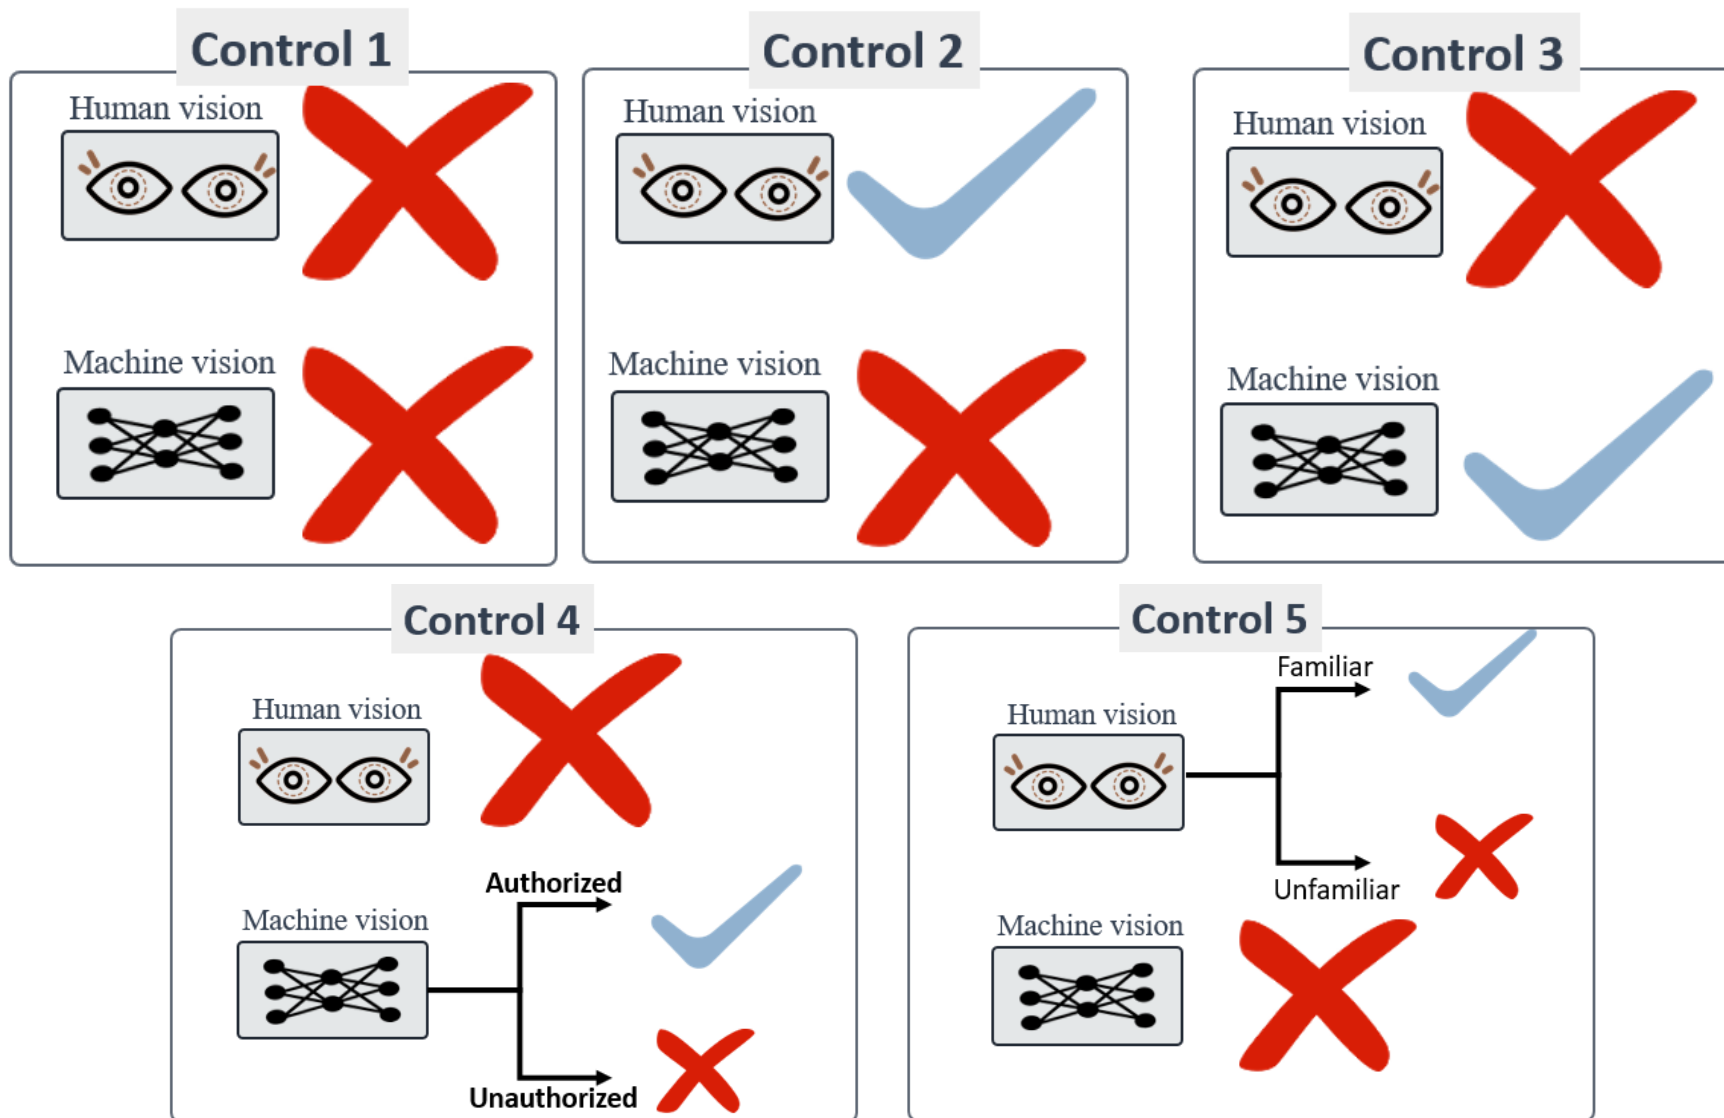 Control 1
Human vision
Machine vision
Control 2
Human vision
Machine vision
Control 3
Human vision
Machine vision
Control 4
Human vision
Machine vision
Authorized
Unauthorized
Control 5
Human vision
Familiar
Unfamiliar
Machine vision